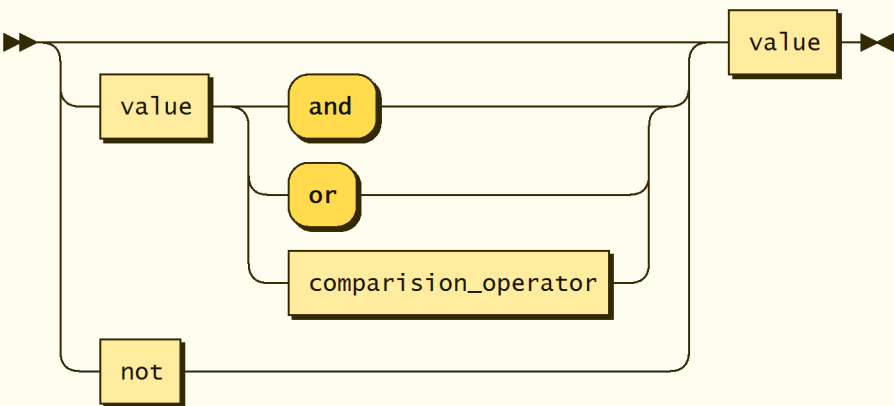 value
value
and
or
comparision_operator
not